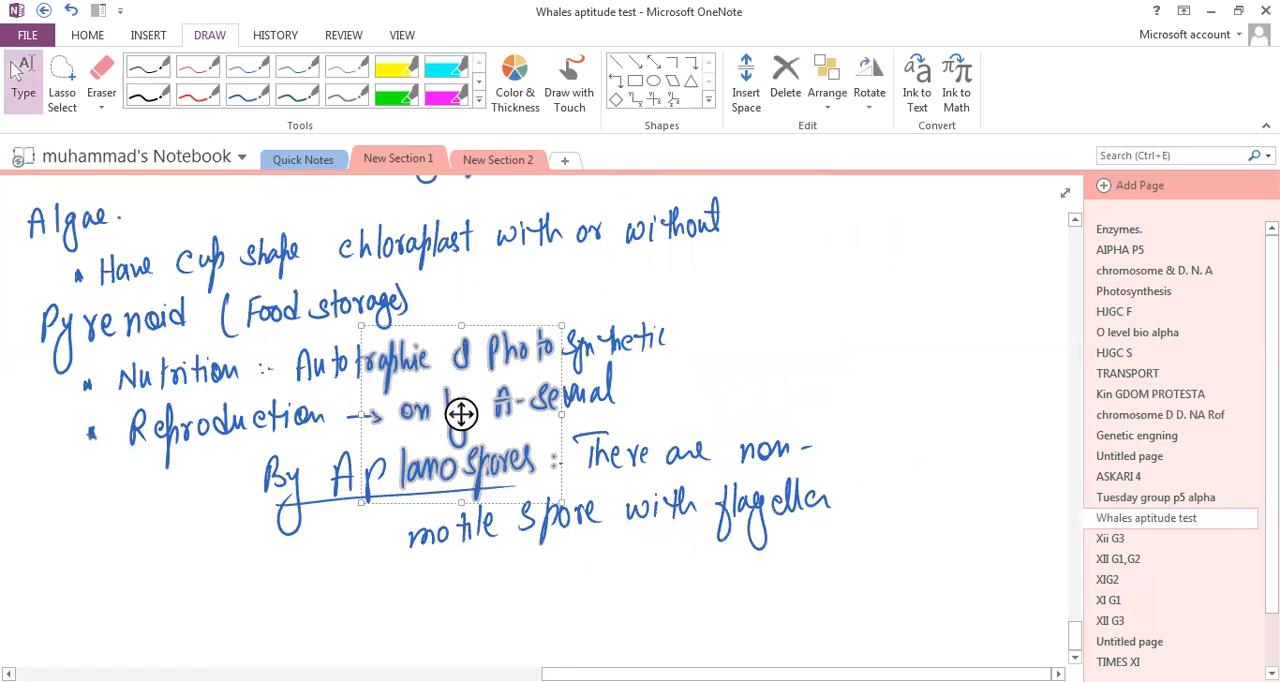 Whales aptitude test - Microsoft OneNote
?
Microsoft account
FILE HOME INSERT DRAW HISTORY REVIEW VIEW
Type
Lasso Select
Eraser
Color & Thickness
Draw with Touch
Insert Space
Delete
Arrange
Rotate
Ink to Text
Ink to Math
Tools
Shapes
Edit
Convert
muhammad's Notebook
Quick Notes
New Section 1
New Section 2
Search (Ctrl+E)
Algae.
Have cup shape chloraplast with or without
Pyrenoid (Food storage)
Nutrition :- Autotraphic & Photo synthetic
Reproduction → only A-sexual
By Aplanospores :- There are non-
motile spore with flagella
Add Page
Enzymes.
AlPHA P5
chromosome & D. N. A
Photosynthesis
HJGC F
O level bio alpha
HJGC S
TRANSPORT
Kin GDOM PROTESTA
chromosome D D. NA Rof
Genetic engning
Untitled page
ASKARI 4
Tuesday group p5 alpha
Whales aptitude test
Xii G3
XII G1,G2
XIG2
XI G1
XII G3
Untitled page
TIMES XI